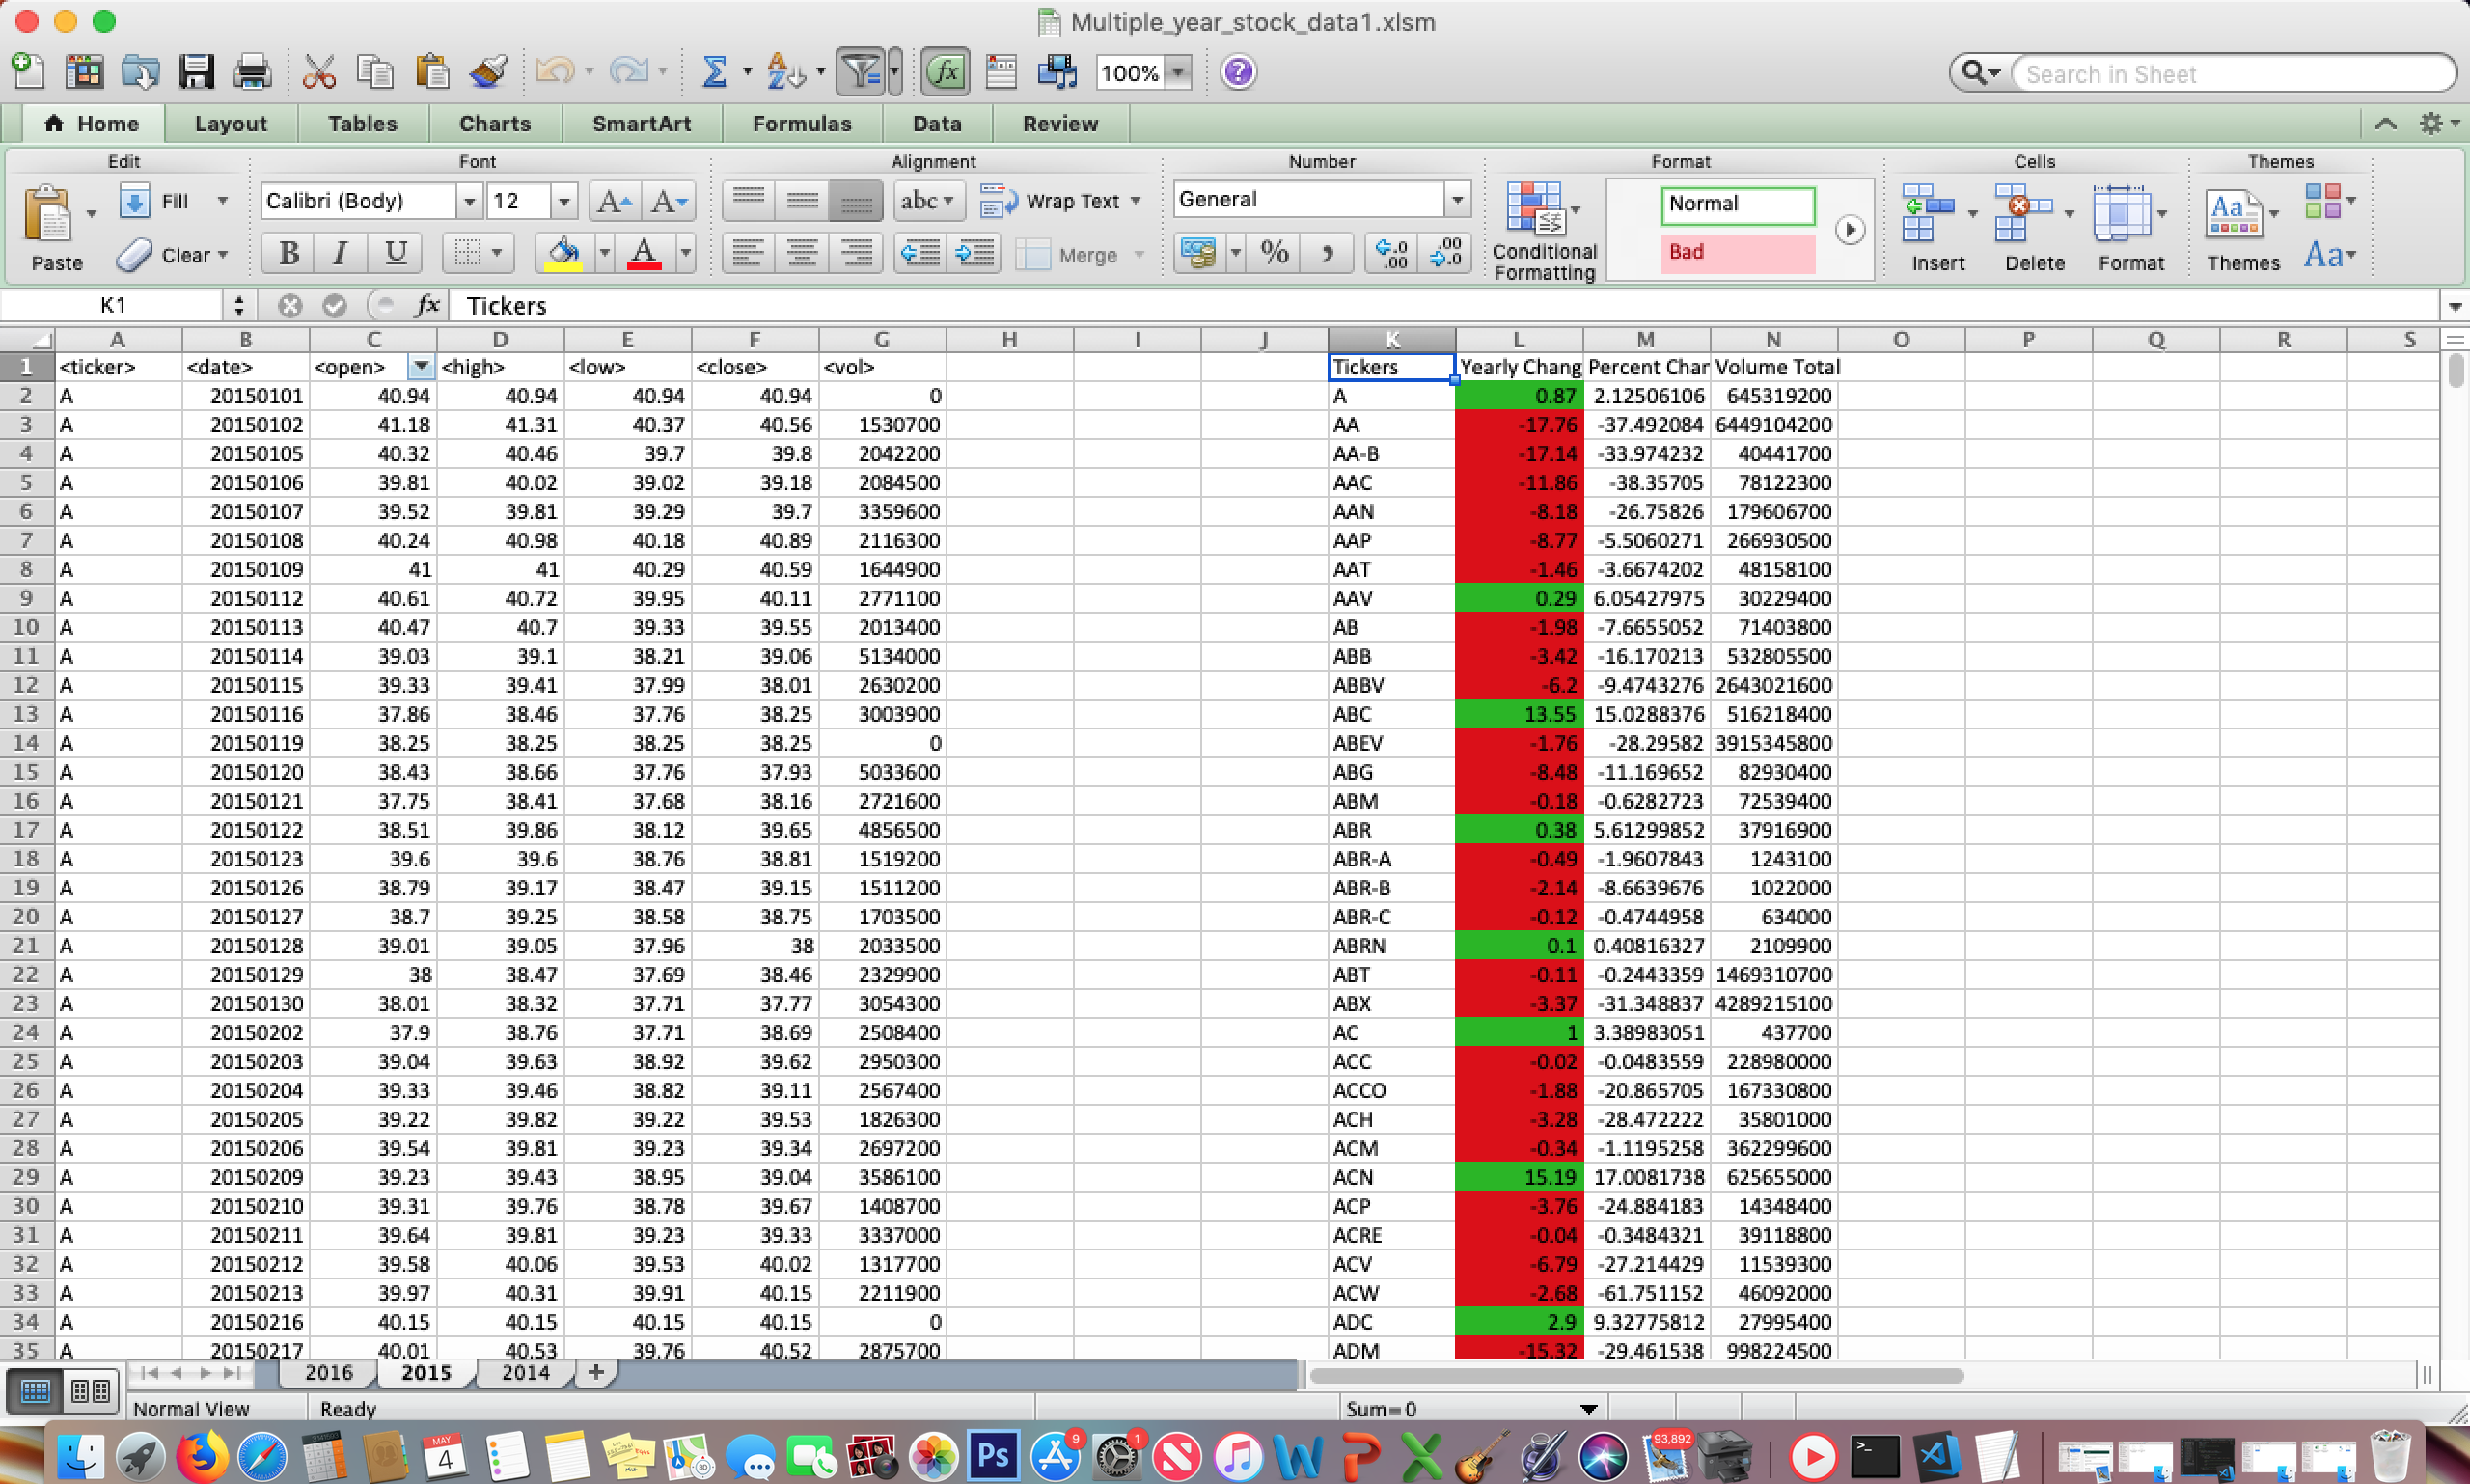 Multiple_year_stock_data1.xlsm
100% Search in Sheet
Home Layout Tables Charts SmartArt Formulas Data Review
Edit Font Alignment Number Format Cells Themes
Fill Calibri (Body) 12 A A abc Wrap Text General Normal Aa
Paste Clear B I U A Merge % Conditional Formatting Bad Insert Delete Format Themes Aa
K1 fx Tickers
A B C D E F G H I J K L M N O P Q R S
1 <ticker> <date> <open> <high> <low> <close> <vol> Tickers Yearly Chang Percent Char Volume Total
2 A 20150101 40.94 40.94 40.94 40.94 0 A 0.87 2.12506106 645319200
3 A 20150102 41.18 41.31 40.37 40.56 1530700 AA -17.76 -37.492084 6449104200
4 A 20150105 40.32 40.46 39.7 39.8 2042200 AA-B -17.14 -33.974232 40441700
5 A 20150106 39.81 40.02 39.02 39.18 2084500 AAC -11.86 -38.35705 78122300
6 A 20150107 39.52 39.81 39.29 39.7 3359600 AAN -8.18 -26.75826 179606700
7 A 20150108 40.24 40.98 40.18 40.89 2116300 AAP -8.77 -5.5060271 266930500
8 A 20150109 41 41 40.29 40.59 1644900 AAT -1.46 -3.6674202 48158100
9 A 20150112 40.61 40.72 39.95 40.11 2771100 AAV 0.29 6.05427975 30229400
10 A 20150113 40.47 40.7 39.33 39.55 2013400 AB -1.98 -7.6655052 71403800
11 A 20150114 39.03 39.1 38.21 39.06 5134000 ABB -3.42 -16.170213 532805500
12 A 20150115 39.33 39.41 37.99 38.01 2630200 ABBV -6.2 -9.4743276 2643021600
13 A 20150116 37.86 38.46 37.76 38.25 3003900 ABC 13.55 15.0288376 516218400
14 A 20150119 38.25 38.25 38.25 38.25 0 ABEV -1.76 -28.29582 3915345800
15 A 20150120 38.43 38.66 37.76 37.93 5033600 ABG -8.48 -11.169652 82930400
16 A 20150121 37.75 38.41 37.68 38.16 2721600 ABM -0.18 -0.6282723 72539400
17 A 20150122 38.51 39.86 38.12 39.65 4856500 ABR 0.38 5.61299852 37916900
18 A 20150123 39.6 39.6 38.76 38.81 1519200 ABR-A -0.49 -1.9607843 1243100
19 A 20150126 38.79 39.17 38.47 39.15 1511200 ABR-B -2.14 -8.6639676 1022000
20 A 20150127 38.7 39.25 38.58 38.75 1703500 ABR-C -0.12 -0.4744958 634000
21 A 20150128 39.01 39.05 37.96 38 2033500 ABRN 0.1 0.40816327 2109900
22 A 20150129 38 38.47 37.69 38.46 2329900 ABT -0.11 -0.2443359 1469310700
23 A 20150130 38.01 38.32 37.71 37.77 3054300 ABX -3.37 -31.348837 4289215100
24 A 20150202 37.9 38.76 37.71 38.69 2508400 AC 1 3.38983051 437700
25 A 20150203 39.04 39.63 38.92 39.62 2950300 ACC -0.02 -0.0483559 228980000
26 A 20150204 39.33 39.46 38.82 39.11 2567400 ACCO -1.88 -20.865705 167330800
27 A 20150205 39.22 39.82 39.22 39.53 1826300 ACH -3.28 -28.472222 35801000
28 A 20150206 39.54 39.81 39.23 39.34 2697200 ACM -0.34 -1.1195258 362299600
29 A 20150209 39.23 39.43 38.95 39.04 3586100 ACN 15.19 17.0081738 625655000
30 A 20150210 39.31 39.76 38.78 39.67 1408700 ACP -3.76 -24.884183 14348400
31 A 20150211 39.64 39.81 39.23 39.33 3337000 ACRE -0.04 -0.3484321 39118800
32 A 20150212 39.58 40.06 39.53 40.02 1317700 ACV -6.79 -27.214429 11539300
33 A 20150213 39.97 40.31 39.91 40.15 2211900 ACW -2.68 -61.751152 46092000
34 A 20150216 40.15 40.15 40.15 40.15 0 ADC 2.9 9.32775812 27995400
35 A 20150217 40.01 40.53 39.76 40.52 2875700 ADM -15.32 -29.461538 998224500
2016 2015 2014
Normal View Ready Sum=0
MAY 4 Ps 9 1 93,892